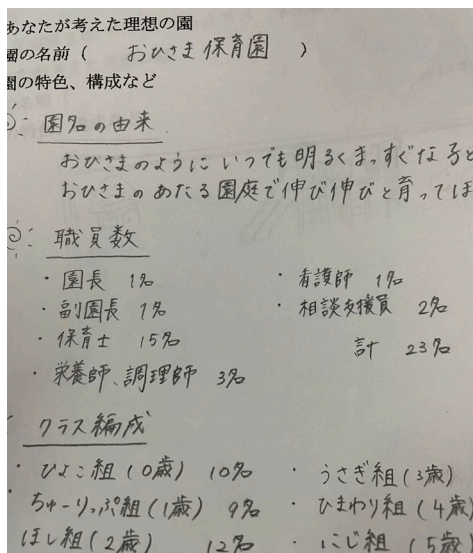 あなたが考えた理想の園
園の名前（ おひさま保育園 ）
園の特色、構成など
園名の由来
おひさまのようにいつでも明るくまっすぐな子と
おひさまのあたる園庭で伸び伸びと育ってほ
職員数
・園長 1名
・副園長 1名
・保育士 15名
・栄養師、調理師 3名
・看護師 1名
・相談支援員 2名
計 23名
クラス編成
・ひよこ組(0歳) 10名
・ちゅーりっぷ組(1歳) 9名
ほし組(2歳) 12名
・うさぎ組(3歳)
・ひまわり組(4歳)
・にじ組(5歳